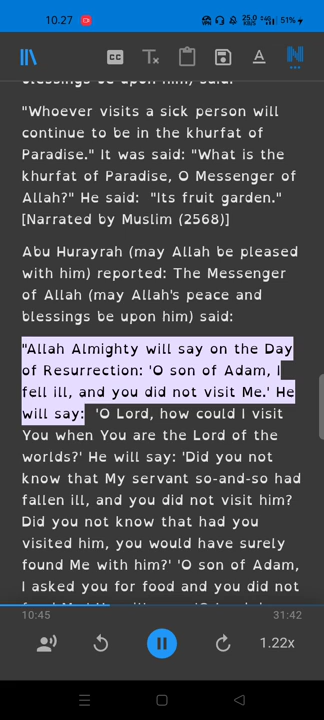 10.27
25.0
KB/S
51%
CC
blessings be upon him) said:
"Whoever visits a sick person will
continue to be in the khurfat of
Paradise." It was said: "What is the
khurfat of Paradise, O Messenger of
Allah?" He said:  "Its fruit garden."
[Narrated by Muslim (2568)]
Abu Hurayrah (may Allah be pleased
with him) reported: The Messenger
of Allah (may Allah's peace and
blessings be upon him) said:
"Allah Almighty will say on the Day
of Resurrection: 'O son of Adam, I
fell ill, and you did not visit Me.' He
will say:  'O Lord, how could I visit
You when You are the Lord of the
worlds?' He will say: 'Did you not
know that My servant so-and-so had
fallen ill, and you did not visit him?
Did you not know that had you
visited him, you would have surely
found Me with him?' 'O son of Adam,
I asked you for food and you did not
10:45
31:42
1.22x